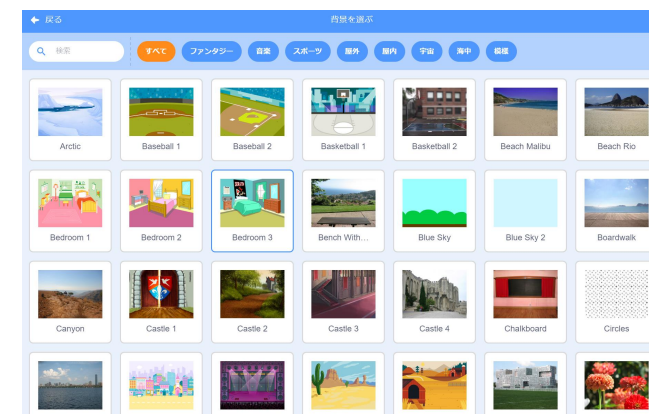 戻る
背景を選ぶ
検索
すべて ファンタジー 音楽 スポーツ 屋外 屋内 宇宙 海中 模様
Arctic Baseball 1 Baseball 2 Basketball 1 Basketball 2 Beach Malibu Beach Rio
Bedroom 1 Bedroom 2 Bedroom 3 Bench With... Blue Sky Blue Sky 2 Boardwalk
Canyon Castle 1 Castle 2 Castle 3 Castle 4 Chalkboard Circles